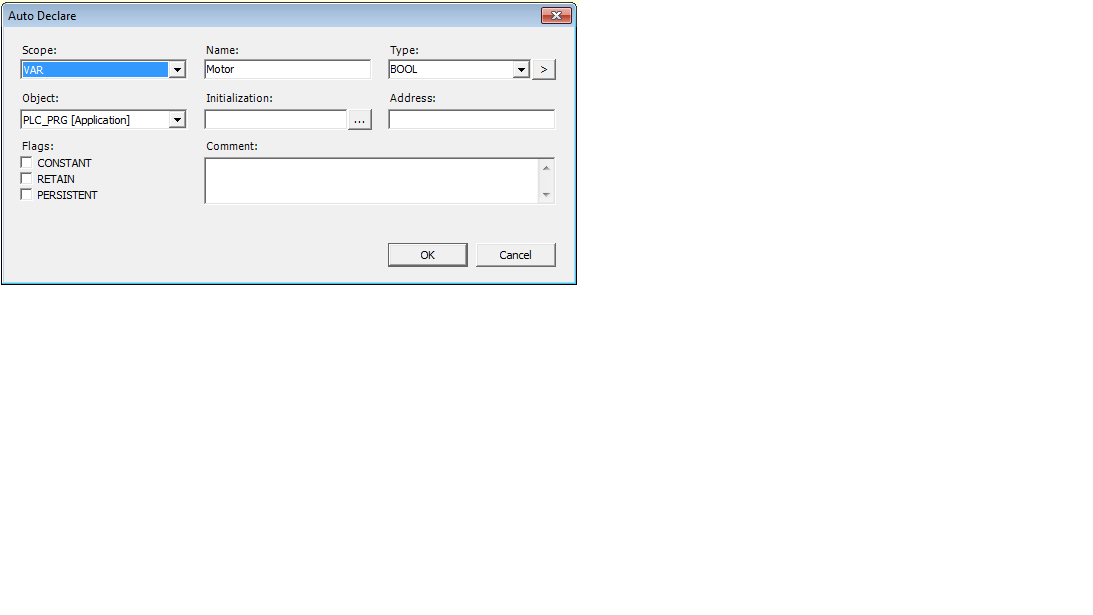 Auto Declare
Scope: Name: Type:
VAR Motor BOOL >
Object: Initialization: Address:
PLC_PRG [Application] ...
Flags: Comment:
CONSTANT
RETAIN
PERSISTENT
OK Cancel